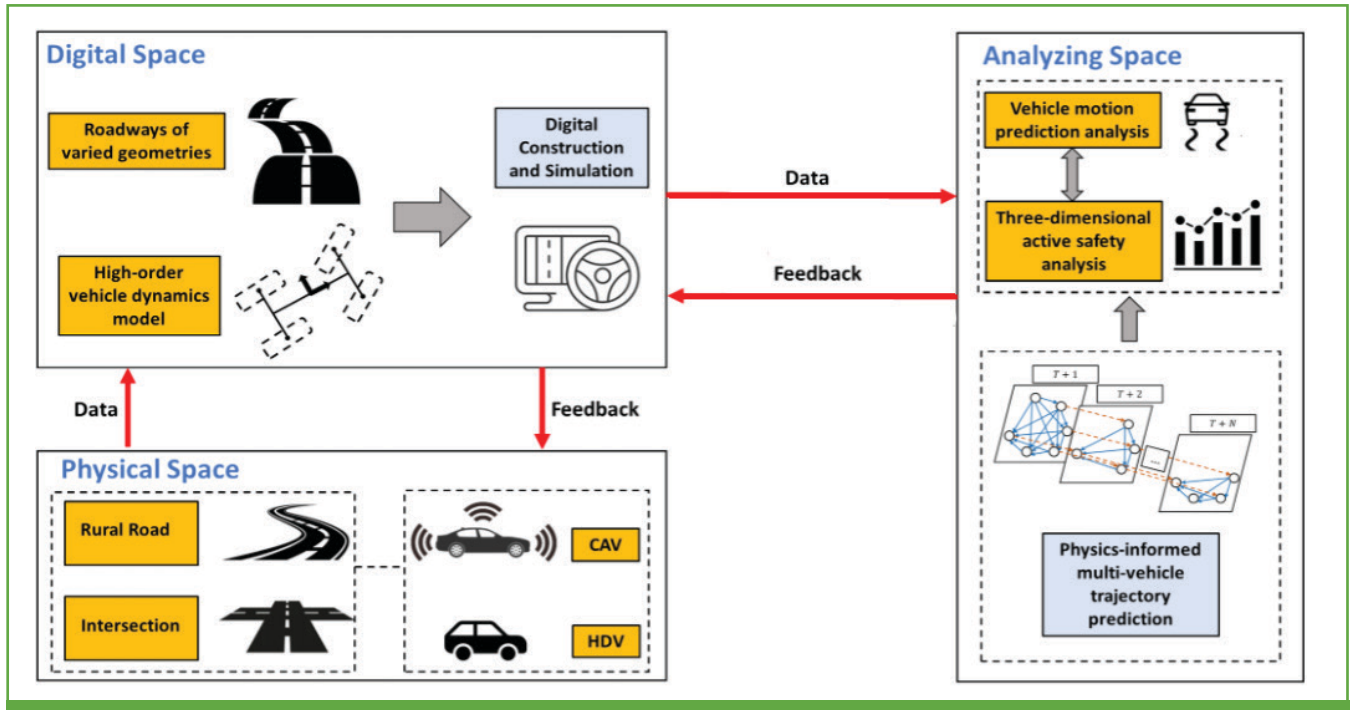 Digital Space
Roadways of
varied geometries
Digital
Construction
and Simulation
High-order
vehicle dynamics
model
Data
Feedback
Analyzing Space
Vehicle motion
prediction analysis
Three-dimensional
active safety
analysis
T + 1
T + 2
...
T + N
Physics-informed
multi-vehicle
trajectory
prediction
Data
Feedback
Physical Space
Rural Road
CAV
Intersection
HDV